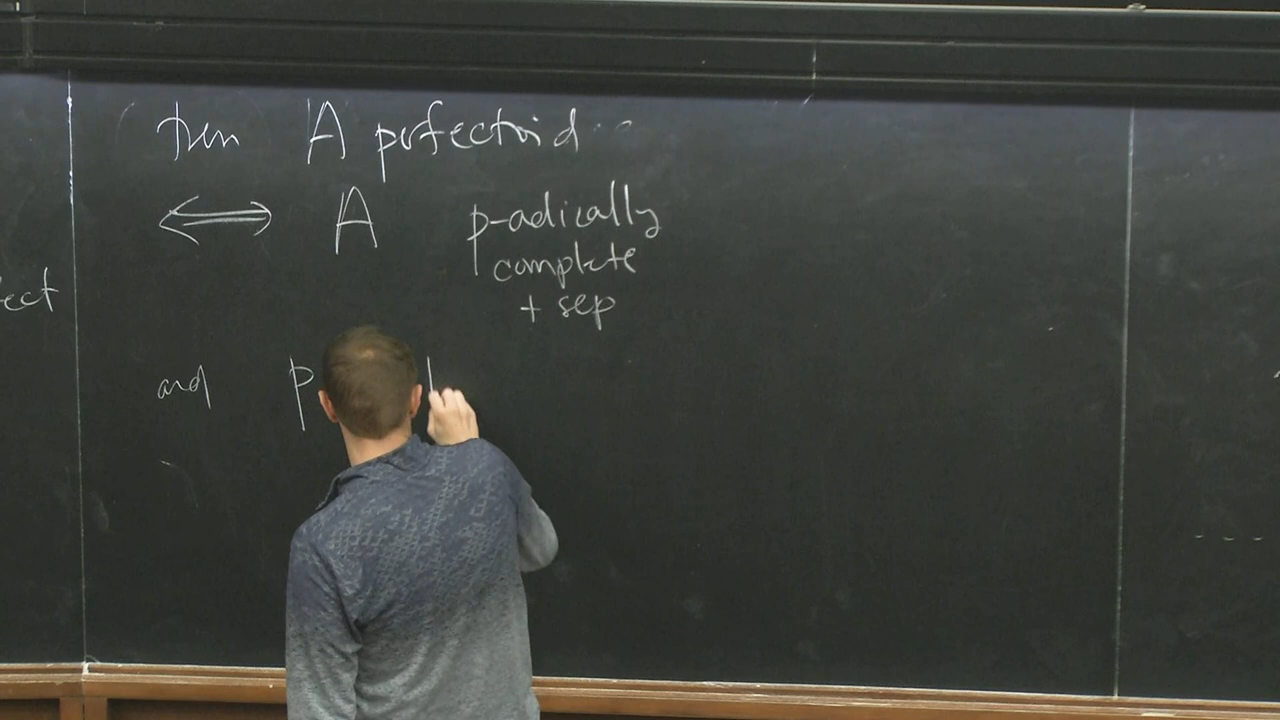 then A perfectoid
⟺ A p-adically
complete
+ sep
ect
and p